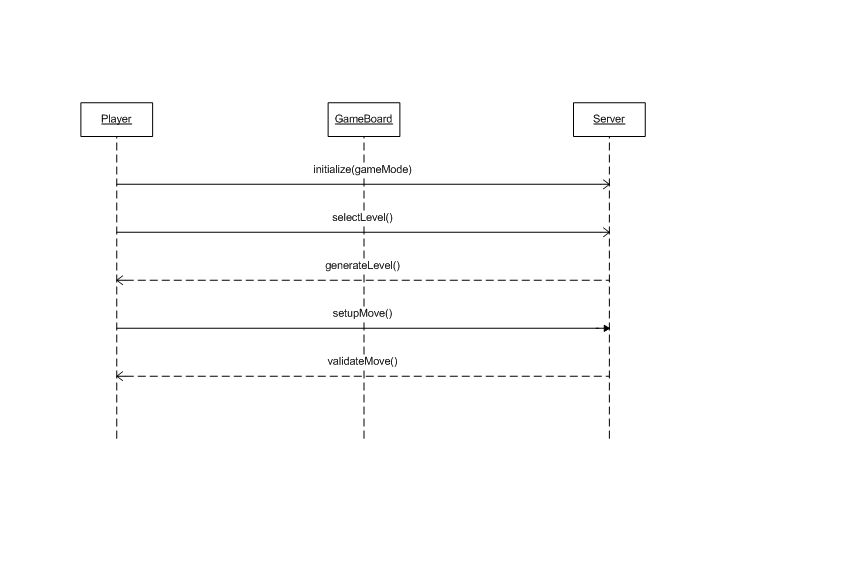 Player
GameBoard
Server
initialize(gameMode)
selectLevel()
generateLevel()
setupMove()
validateMove()